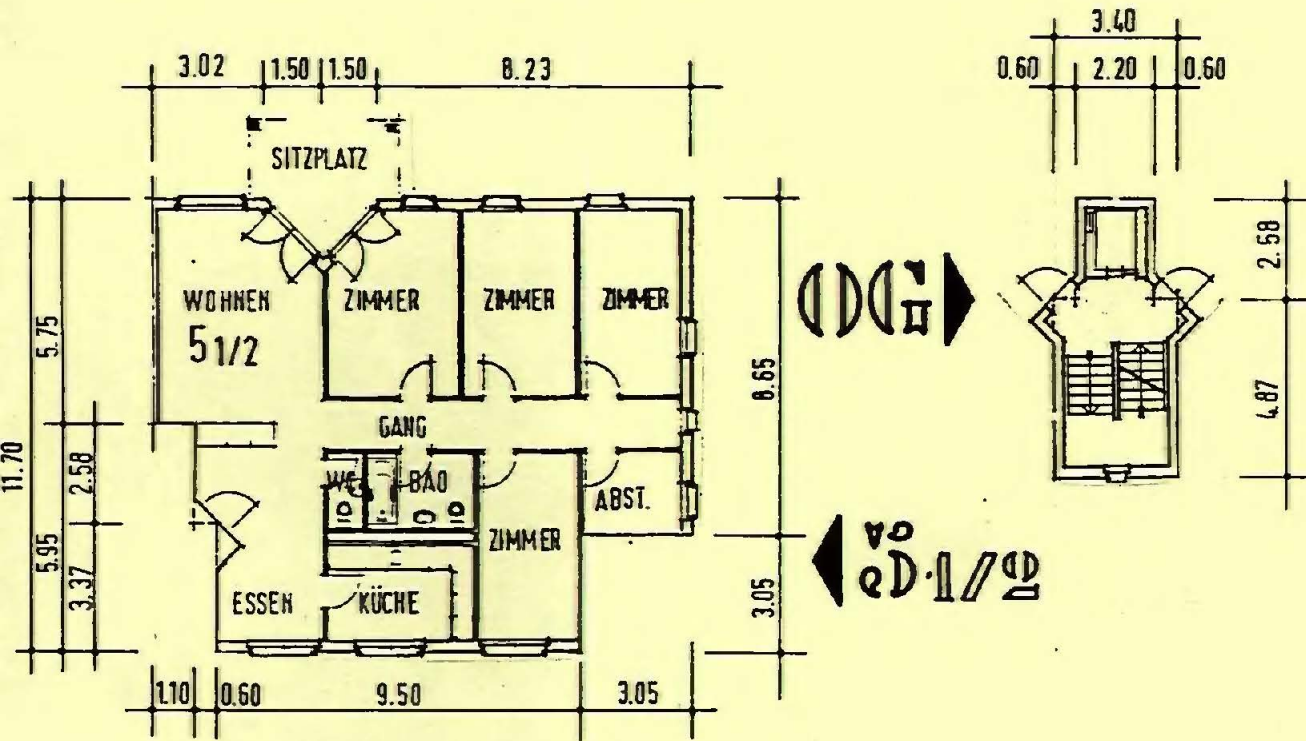 3.40
3.02 1.50 1.50 8.23
0.60 2.20 0.60
SITZPLATZ
WOHNEN ZIMMER ZIMMER ZIMMER
5 1/2
2.58
5.75
8.65
4.87
GANG
11.70
2.58
BAD
ABST.
ZIMMER
5.95
3.37
3.05
ESSEN KÜCHE
1.10 0.60 9.50 3.05